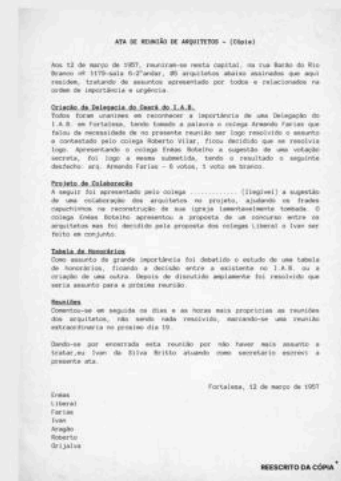 ATA DE REUNIÃO DE ARQUITETOS - (Cópia)
Aos 12 de março de 1957, reuniram-se nesta capital, na rua Barão do Rio
Branco nº 1179-sala 6-2ºandar, os arquitetos abaixo assinados que aqui
residem, tratando de assuntos apresentado por todos e relacionados na
ordem de importância e urgência.
Criação da Delegacia do Ceará do I.A.B.
Todos foram unanimes em reconhecer a importância de uma Delegação do
I.A.B. em Fortaleza, tendo tomado a palavra o colega Armando Farias que
falou da necessidade de na presente reunião ser logo resolvido o assunto
e contestado pelo colega Roberto Vilar, ficou decidido que se resolvia
logo. Apresentando o colega Enéas Botelho a sugestão de uma votação
secreta, foi logo a mesma submetida, tendo o resultado o seguinte
desfecho: arq. Armando Farias - 6 votos, 1 voto em branco.
Projeto de Colaboração
A seguir foi apresentado pelo colega ............ [ilegível] a sugestão
de uma colaboração dos arquitetos no projeto, ajudando os frades
capuchinhos na reconstrução de sua igreja lamentavelmente tombada. O
colega Enéas Botelho apresentou a proposta de um concurso entre os
arquitetos mas foi decidido pela proposta dos colegas Liberal e Ivan ser
feito em conjunto.
Tabela de Honorários
Como assunto de grande importância foi debatido o estudo de uma tabela
de honorários, ficando a decisão entre a existente no I.A.B. ou a
criação de uma outra. Depois de discutido amplamente foi resolvido que
seria assunto para a próxima reunião.
Reuniões
Comentou-se em seguida os dias e as horas mais propricias as reuniões
dos arquitetos, não sendo nada resolvido, marcando-se uma reunião
extraordinaria no proximo dia 19.
Dando-se por encerrada esta reunião por não haver mais assunto a
tratar,eu Ivan da Silva Britto atuando como secretario escrevi a
presente ata.
Fortaleza, 12 de março de 1957
Enéas
Liberal
Farias
Ivan
Aragão
Roberto
Grijalva
REESCRITO DA CÓPIA